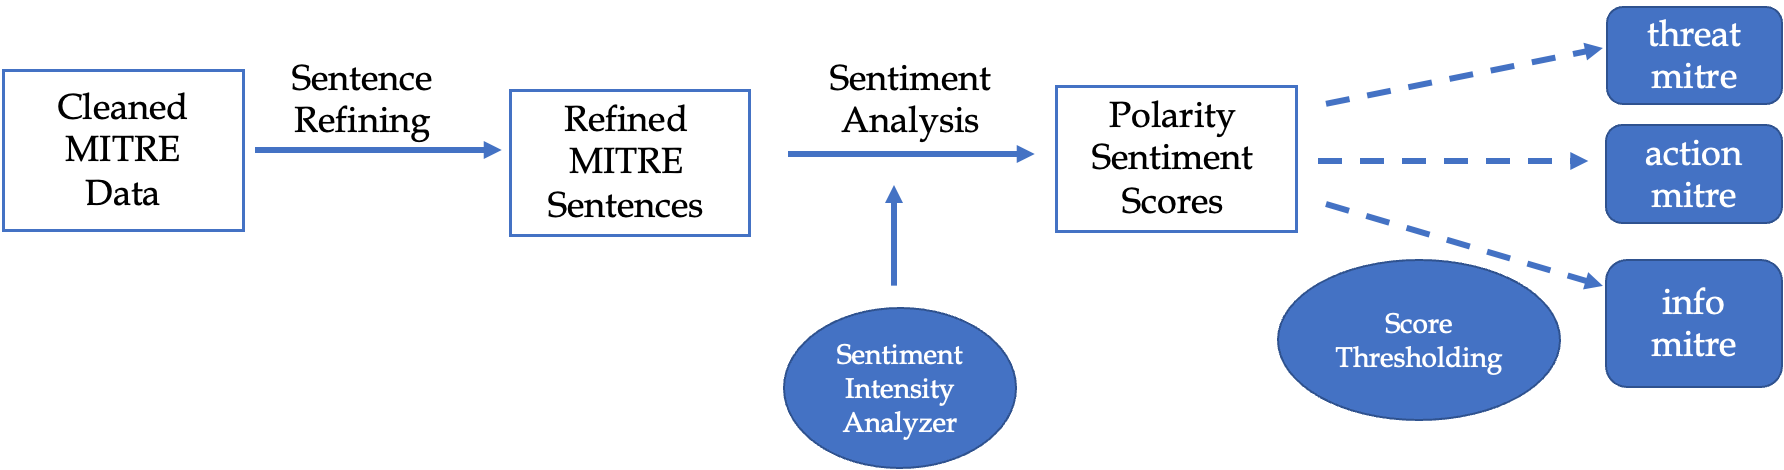 Cleaned
MITRE
Data
Sentence
Refining
Refined
MITRE
Sentences
Sentiment
Analysis
Sentiment
Intensity
Analyzer
Polarity
Sentiment
Scores
Score
Thresholding
threat
mitre
action
mitre
info
mitre